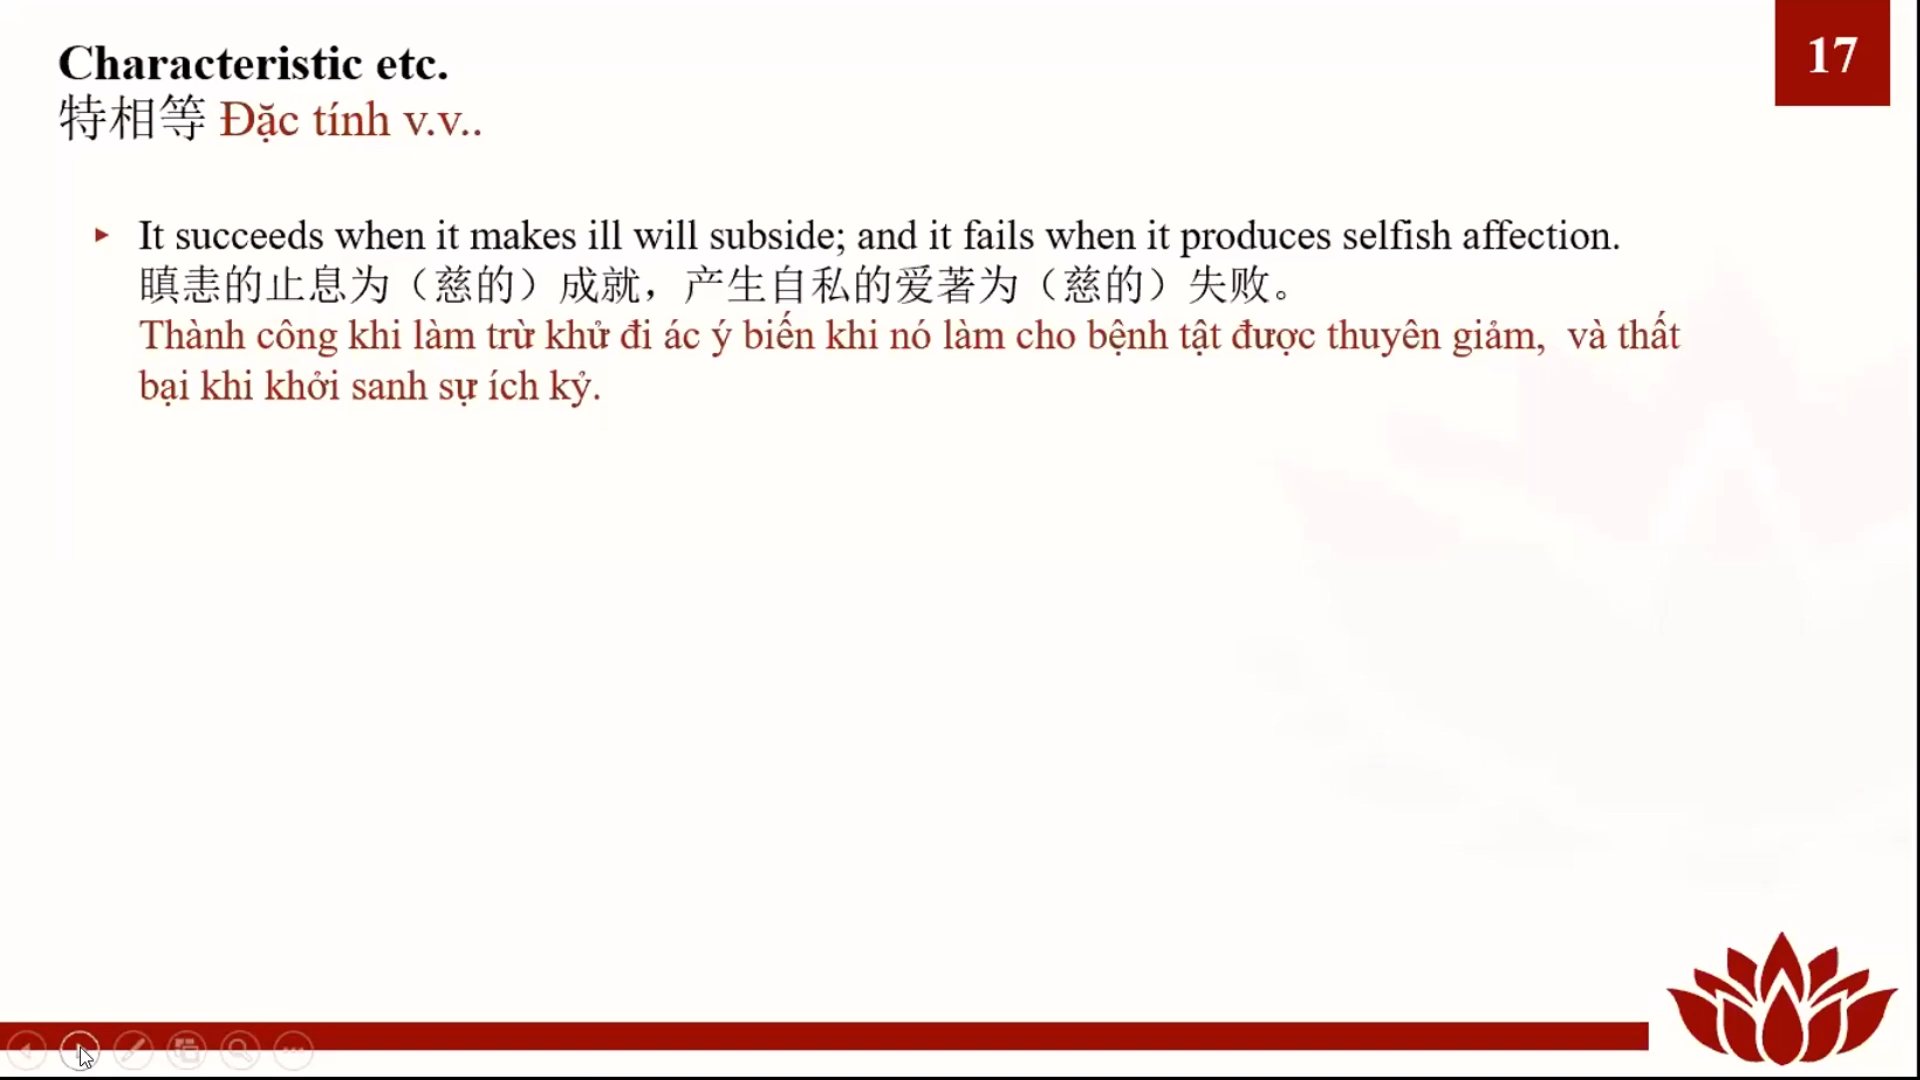 Characteristic etc.
17
特相等 Đặc tính v.v..
It succeeds when it makes ill will subside; and it fails when it produces selfish affection.
瞋恚的止息为（慈的）成就，产生自私的爱著为（慈的）失败。
Thành công khi làm trừ khử đi ác ý biến khi nó làm cho bệnh tật được thuyên giảm, và thất
bại khi khởi sanh sự ích kỷ.